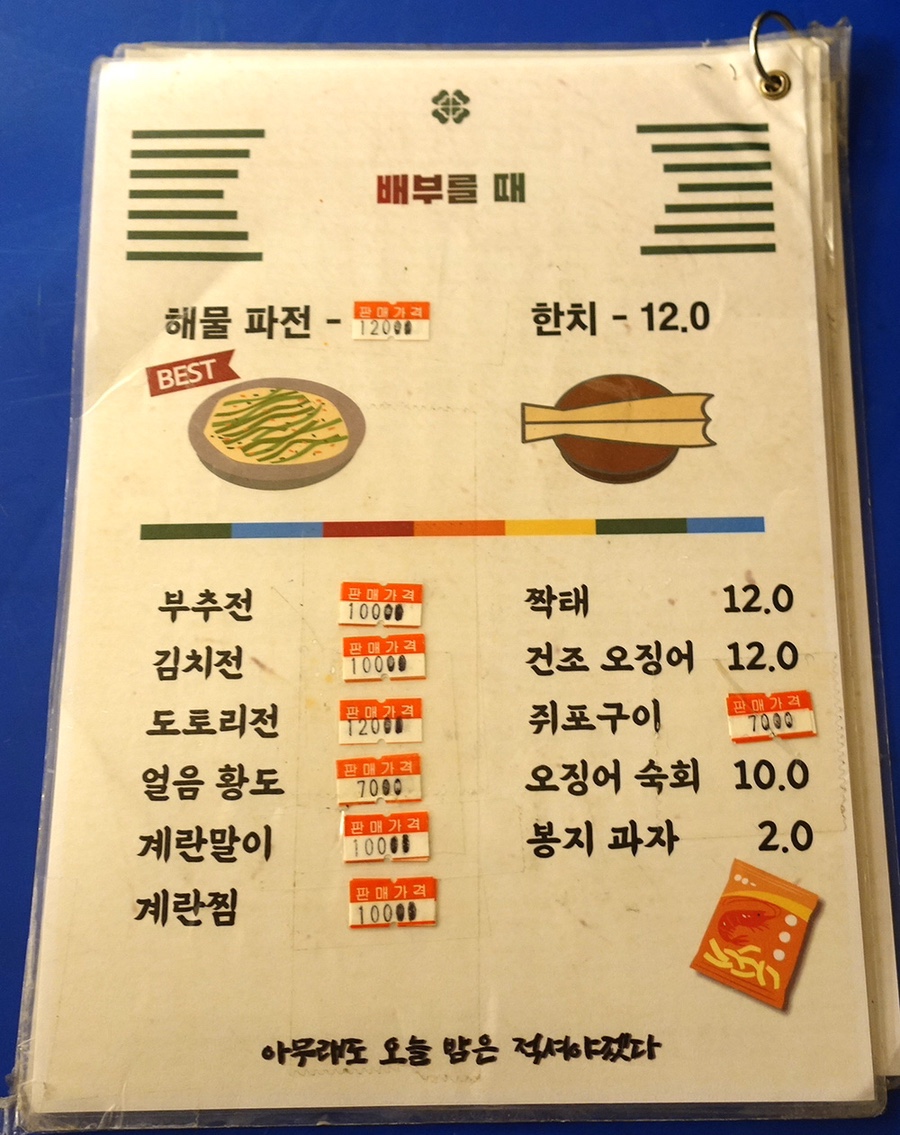 배부를 때
해물 파전 - 판매가격 12000
한치 - 12.0
BEST
부추전 판매가격 10000
김치전 판매가격 10000
도토리전 판매가격 12000
얼음 황도 판매가격 7000
계란말이 판매가격 10000
계란찜 판매가격 10000
짝태 12.0
건조 오징어 12.0
쥐포구이 판매가격 7000
오징어 숙회 10.0
봉지 과자 2.0
아무래도 오늘 밤은 적셔야겠다